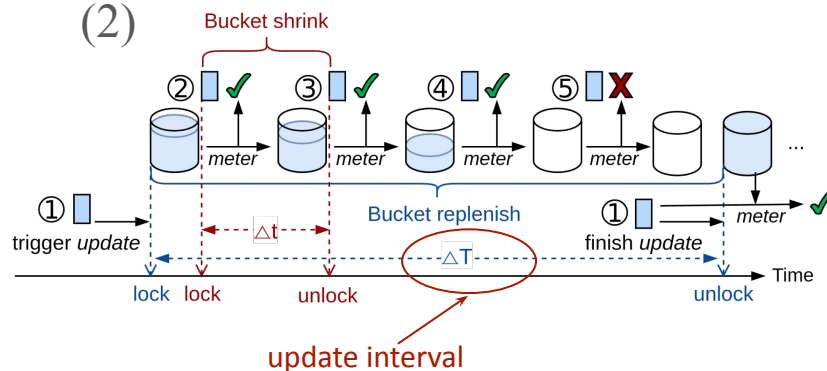 (2)
Bucket shrink
② ③ ④ ⑤ X
meter meter meter meter ...
① Bucket replenish ① meter
trigger update △t finish update
△T
Time
lock lock unlock unlock
update interval